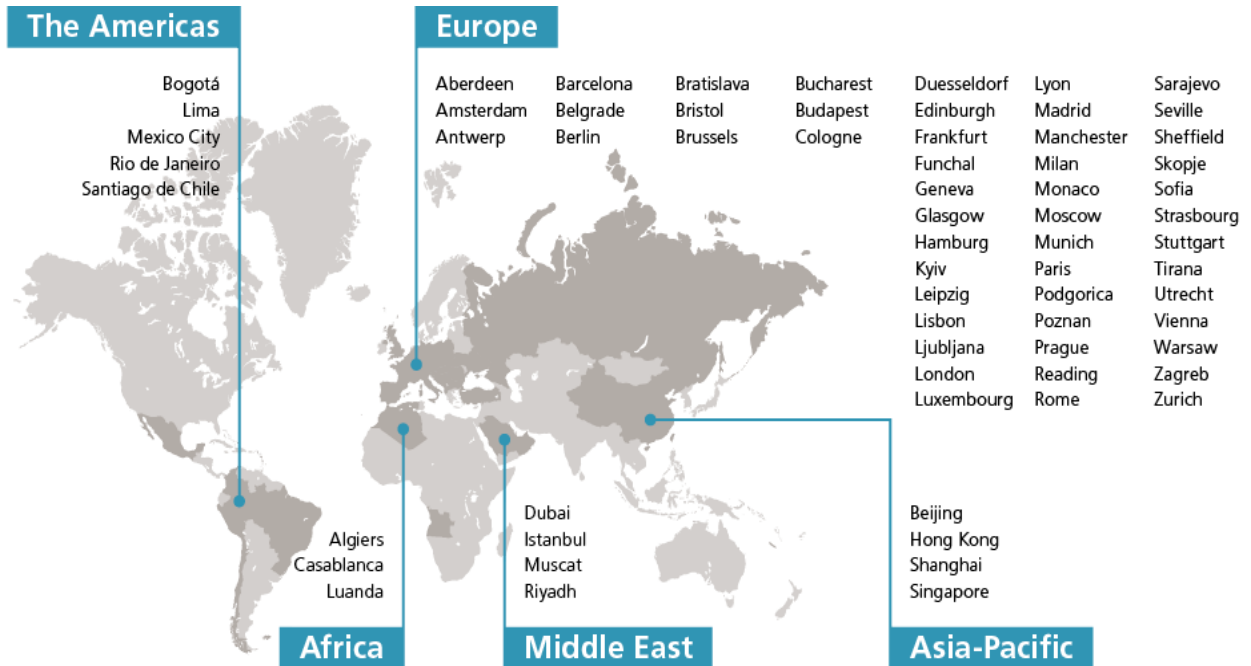 The Americas
Bogotá
Lima
Mexico City
Rio de Janeiro
Santiago de Chile
Europe
Aberdeen
Amsterdam
Antwerp
Barcelona
Belgrade
Berlin
Bratislava
Bristol
Brussels
Bucharest
Budapest
Cologne
Duesseldorf
Edinburgh
Frankfurt
Funchal
Geneva
Glasgow
Hamburg
Kyiv
Leipzig
Lisbon
Ljubljana
London
Luxembourg
Lyon
Madrid
Manchester
Milan
Monaco
Moscow
Munich
Paris
Podgorica
Poznan
Prague
Reading
Rome
Sarajevo
Seville
Sheffield
Skopje
Sofia
Strasbourg
Stuttgart
Tirana
Utrecht
Vienna
Warsaw
Zagreb
Zurich
Algiers
Casablanca
Luanda
Africa
Dubai
Istanbul
Muscat
Riyadh
Middle East
Beijing
Hong Kong
Shanghai
Singapore
Asia-Pacific